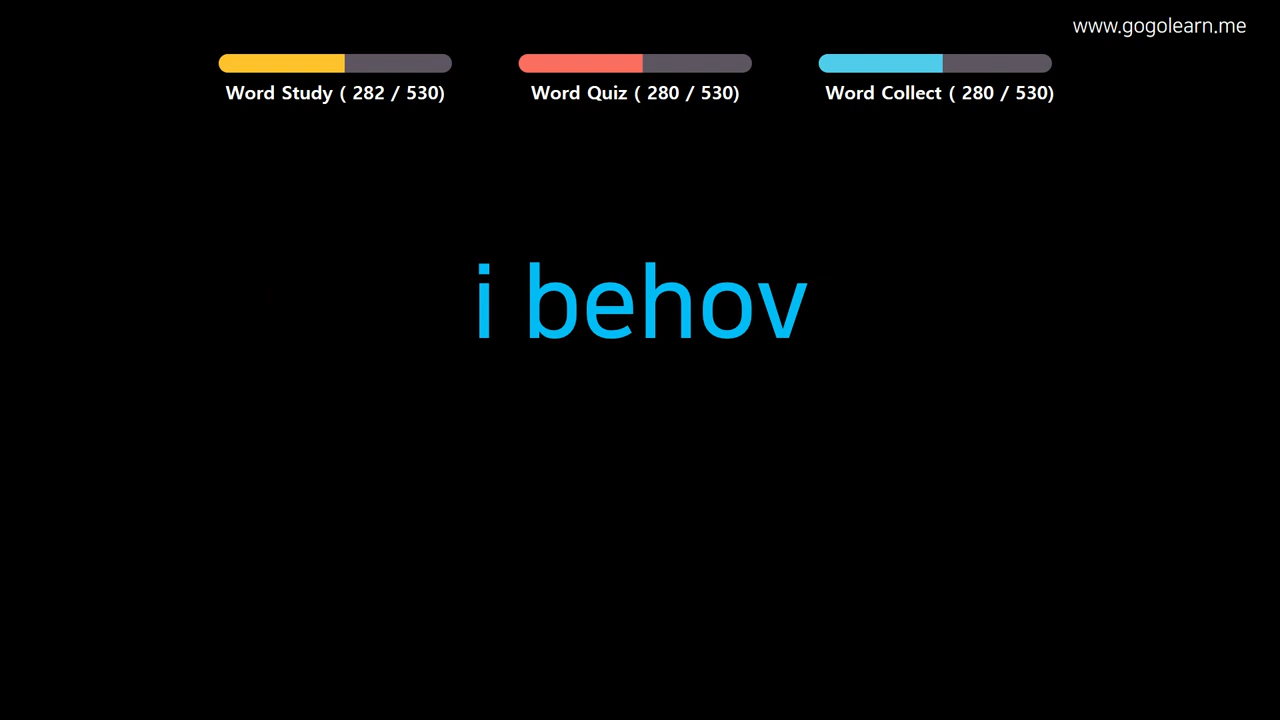 www.gogolearn.me
Word Study ( 282 / 530)
Word Quiz ( 280 / 530)
Word Collect ( 280 / 530)
i behov